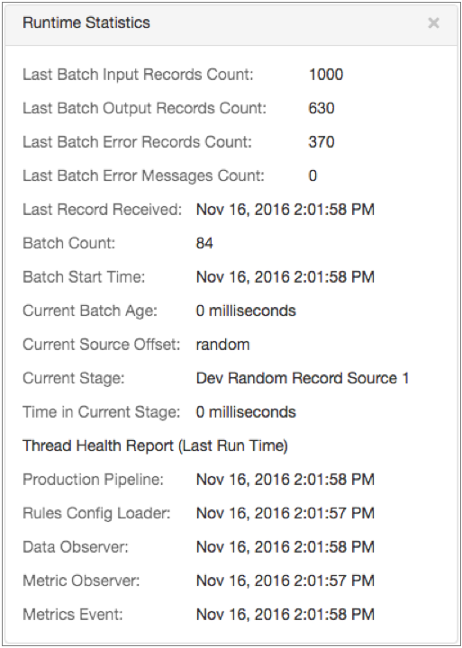 Runtime Statistics ×
Last Batch Input Records Count: 1000
Last Batch Output Records Count: 630
Last Batch Error Records Count: 370
Last Batch Error Messages Count: 0
Last Record Received: Nov 16, 2016 2:01:58 PM
Batch Count: 84
Batch Start Time: Nov 16, 2016 2:01:58 PM
Current Batch Age: 0 milliseconds
Current Source Offset: random
Current Stage: Dev Random Record Source 1
Time in Current Stage: 0 milliseconds
Thread Health Report (Last Run Time)
Production Pipeline: Nov 16, 2016 2:01:58 PM
Rules Config Loader: Nov 16, 2016 2:01:57 PM
Data Observer: Nov 16, 2016 2:01:58 PM
Metric Observer: Nov 16, 2016 2:01:57 PM
Metrics Event: Nov 16, 2016 2:01:58 PM